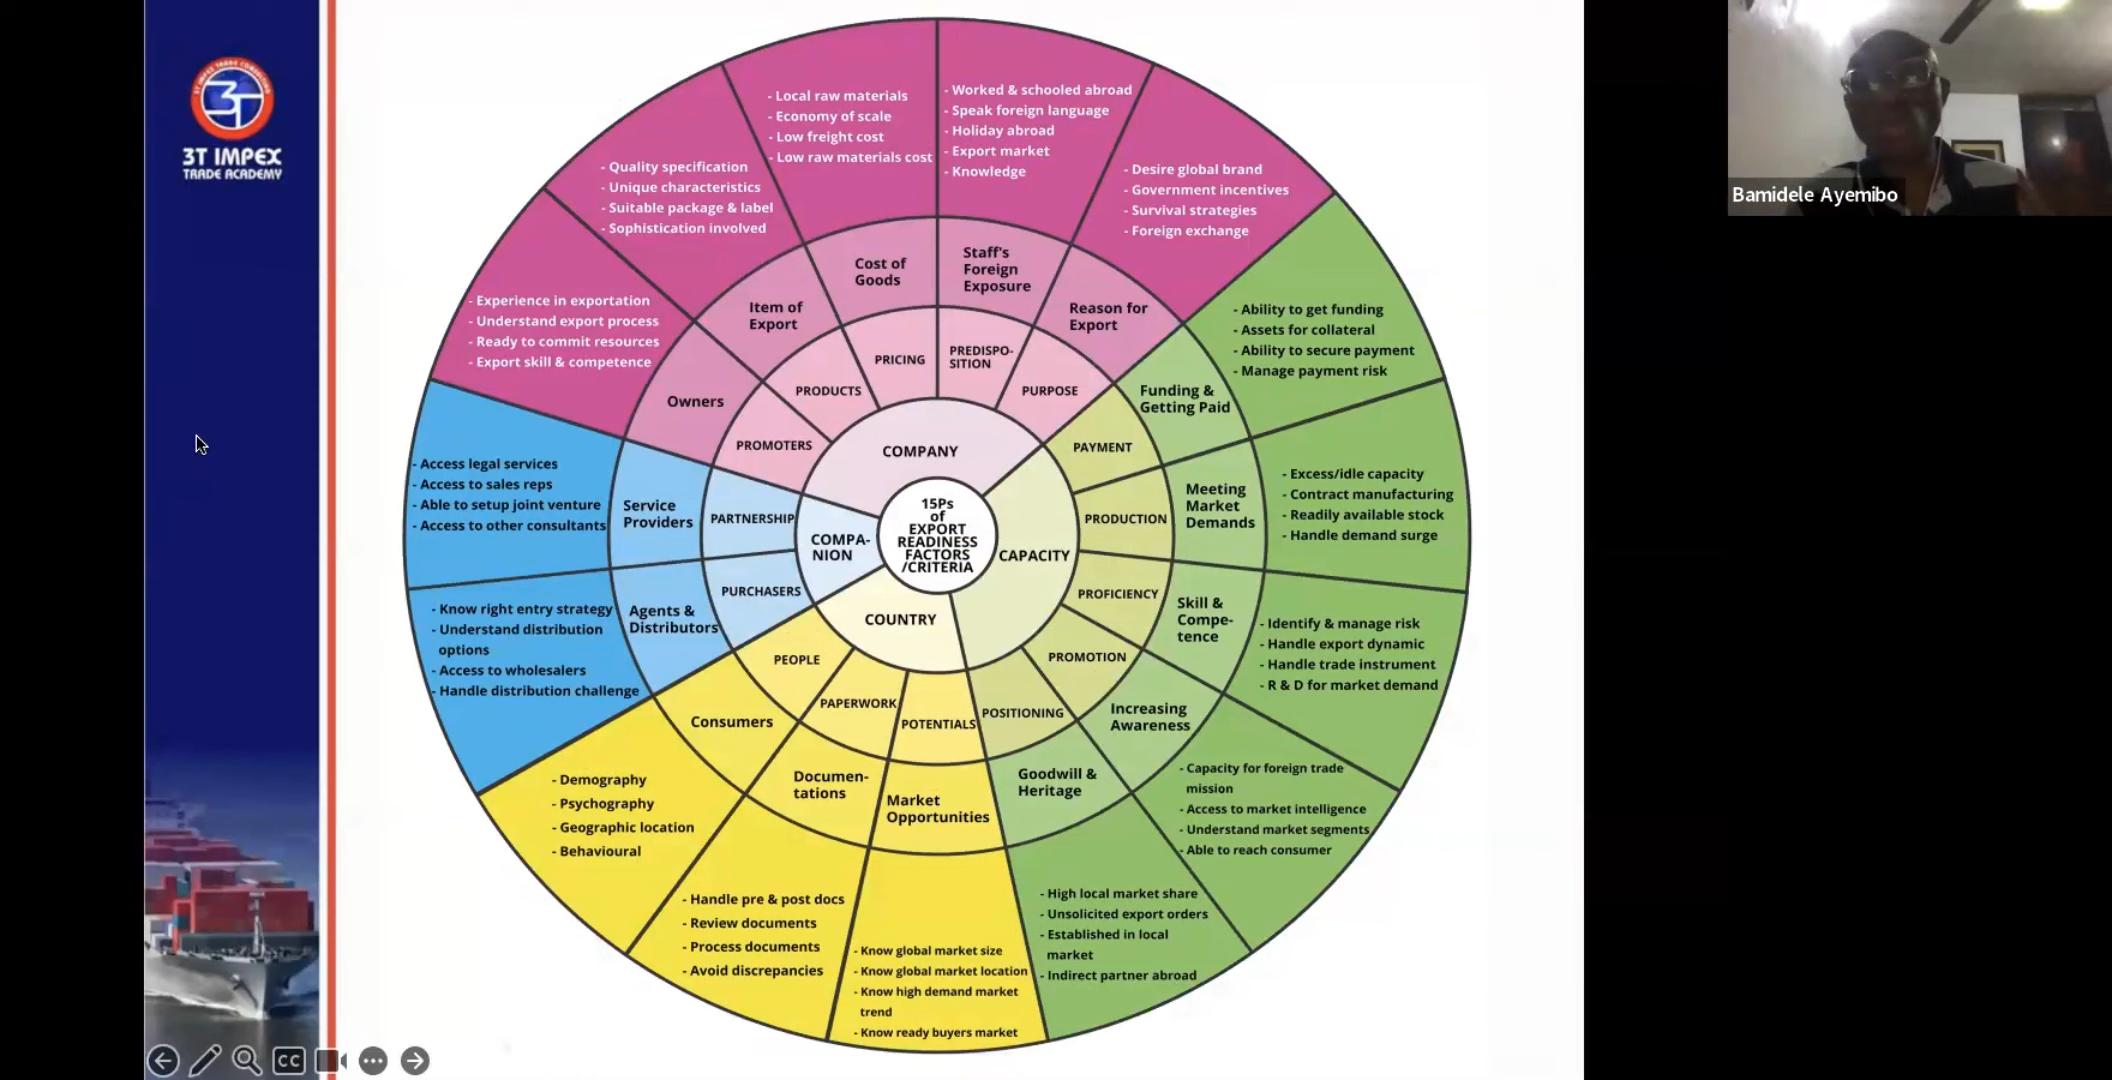 3T IMPEX TRADE CONSULTING
3T
3T IMPEX
TRADE ACADEMY
15Ps
of
EXPORT
READINESS
FACTORS
/CRITERIA
COMPANY
PROMOTERS
Owners
- Experience in exportation
- Understand export process
- Ready to commit resources
- Export skill & competence
PRODUCTS
Item of
Export
- Quality specification
- Unique characteristics
- Suitable package & label
- Sophistication involved
PRICING
Cost of
Goods
- Local raw materials
- Economy of scale
- Low freight cost
- Low raw materials cost
PREDISPO-
SITION
Staff's
Foreign
Exposure
- Worked & schooled abroad
- Speak foreign language
- Holiday abroad
- Export market
- Knowledge
PURPOSE
Reason for
Export
- Desire global brand
- Government incentives
- Survival strategies
- Foreign exchange
CAPACITY
PAYMENT
Funding &
Getting Paid
- Ability to get funding
- Assets for collateral
- Ability to secure payment
- Manage payment risk
PRODUCTION
Meeting
Market
Demands
- Excess/idle capacity
- Contract manufacturing
- Readily available stock
- Handle demand surge
PROFICIENCY
Skill &
Compe-
tence
- Identify & manage risk
- Handle export dynamic
- Handle trade instrument
- R & D for market demand
PROMOTION
Increasing
Awareness
- Capacity for foreign trade
mission
- Access to market intelligence
- Understand market segments
- Able to reach consumer
POSITIONING
Goodwill &
Heritage
- High local market share
- Unsolicited export orders
- Established in local
market
- Indirect partner abroad
COUNTRY
POTENTIALS
Market
Opportunities
- Know global market size
- Know global market location
- Know high demand market
trend
- Know ready buyers market
PAPERWORK
Documen-
tations
- Handle pre & post docs
- Review documents
- Process documents
- Avoid discrepancies
PEOPLE
Consumers
- Demography
- Psychography
- Geographic location
- Behavioural
COMPA-
NION
PURCHASERS
Agents &
Distributors
- Know right entry strategy
- Understand distribution
options
- Access to wholesalers
- Handle distribution challenge
PARTNERSHIP
Service
Providers
- Access legal services
- Access to sales reps
- Able to setup joint venture
- Access to other consultants
Bamidele Ayemibo
CC